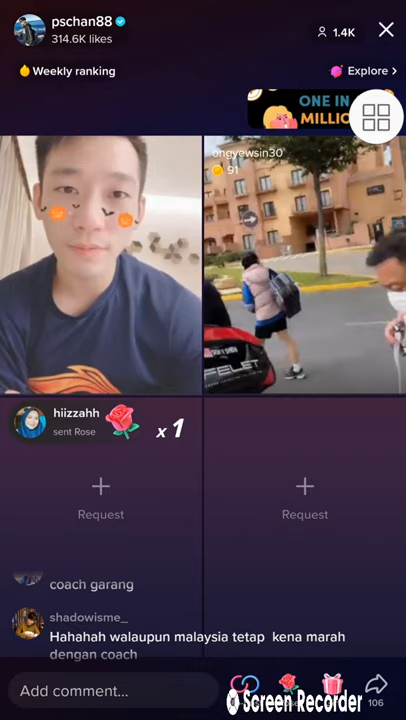 pschan88
314.6K likes
1.4K
Weekly ranking
Explore >
ONE IN
MILLIO
ongyewsin30
91
FELET
hiizzahh
sent Rose
x 1
Request
Request
coach garang
shadowisme_
Hahahah walaupun malaysia tetap kena marah
dengan coach
Add comment...
Screen Recorder
106